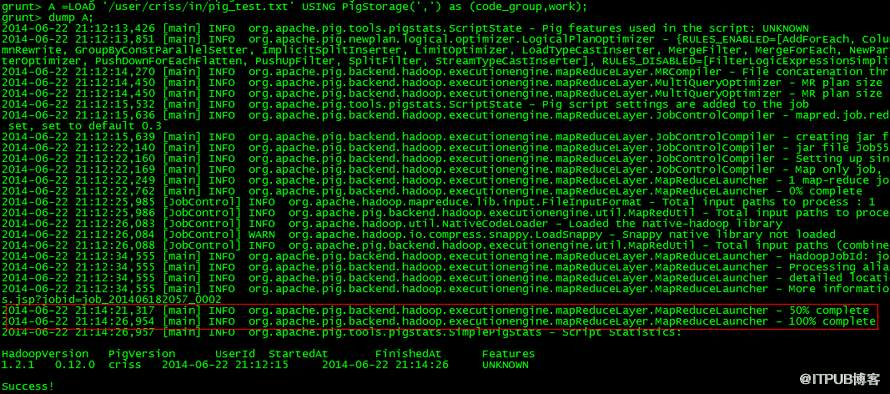 grunt> A =LOAD '/user/criss/in/pig_test.txt' USING PigStorage(',') as (code_group,work);
grunt> dump A;
2014-06-22 21:12:13,426 [main] INFO  org.apache.pig.tools.pigstats.ScriptState - Pig features used in the script: UNKNOWN
2014-06-22 21:12:13,851 [main] INFO  org.apache.pig.newplan.logical.optimizer.LogicalPlanOptimizer - {RULES_ENABLED=[AddForEach, Colu
mnRewrite, GroupByConstParallelSetter, ImplicitSplitInserter, LimitOptimizer, LoadTypeCastInserter, MergeFilter, MergeForEach, NewPar
terOptimizer, PushDownForEachFlatten, PushUpFilter, SplitFilter, StreamTypeCastInserter], RULES_DISABLED=[FilterLogicExpressionSimpli
2014-06-22 21:12:14,270 [main] INFO  org.apache.pig.backend.hadoop.executionengine.mapReduceLayer.MRCompiler - File concatenation thr
2014-06-22 21:12:14,450 [main] INFO  org.apache.pig.backend.hadoop.executionengine.mapReduceLayer.MultiQueryOptimizer - MR plan size
2014-06-22 21:12:14,450 [main] INFO  org.apache.pig.backend.hadoop.executionengine.mapReduceLayer.MultiQueryOptimizer - MR plan size
2014-06-22 21:12:15,532 [main] INFO  org.apache.pig.tools.pigstats.ScriptState - Pig script settings are added to the job
2014-06-22 21:12:15,636 [main] INFO  org.apache.pig.backend.hadoop.executionengine.mapReduceLayer.JobControlCompiler - mapred.job.red
set, set to default 0.3
2014-06-22 21:12:15,639 [main] INFO  org.apache.pig.backend.hadoop.executionengine.mapReduceLayer.JobControlCompiler - creating jar f
2014-06-22 21:12:22,140 [main] INFO  org.apache.pig.backend.hadoop.executionengine.mapReduceLayer.JobControlCompiler - jar file Job55
2014-06-22 21:12:22,160 [main] INFO  org.apache.pig.backend.hadoop.executionengine.mapReduceLayer.JobControlCompiler - Setting up sin
2014-06-22 21:12:22,169 [main] INFO  org.apache.pig.backend.hadoop.executionengine.mapReduceLayer.JobControlCompiler - Map only job,
2014-06-22 21:12:22,249 [main] INFO  org.apache.pig.backend.hadoop.executionengine.mapReduceLayer.MapReduceLauncher - 1 map-reduce jo
2014-06-22 21:12:22,762 [main] INFO  org.apache.pig.backend.hadoop.executionengine.mapReduceLayer.MapReduceLauncher - 0% complete
2014-06-22 21:12:25,985 [JobControl] INFO  org.apache.hadoop.mapreduce.lib.input.FileInputFormat - Total input paths to process : 1
2014-06-22 21:12:25,986 [JobControl] INFO  org.apache.pig.backend.hadoop.executionengine.util.MapRedUtil - Total input paths to proce
2014-06-22 21:12:26,083 [JobControl] INFO  org.apache.hadoop.util.NativeCodeLoader - Loaded the native-hadoop library
2014-06-22 21:12:26,083 [JobControl] WARN  org.apache.hadoop.io.compress.snappy.LoadSnappy - Snappy native library not loaded
2014-06-22 21:12:26,088 [JobControl] INFO  org.apache.pig.backend.hadoop.executionengine.util.MapRedUtil - Total input paths (combine
2014-06-22 21:12:34,555 [main] INFO  org.apache.pig.backend.hadoop.executionengine.mapReduceLayer.MapReduceLauncher - HadoopJobId: jo
2014-06-22 21:12:34,555 [main] INFO  org.apache.pig.backend.hadoop.executionengine.mapReduceLayer.MapReduceLauncher - Processing alia
2014-06-22 21:12:34,555 [main] INFO  org.apache.pig.backend.hadoop.executionengine.mapReduceLayer.MapReduceLauncher - detailed locati
2014-06-22 21:12:34,555 [main] INFO  org.apache.pig.backend.hadoop.executionengine.mapReduceLayer.MapReduceLauncher - More informatio
s.jsp?jobid=job_201406182057_0002
2014-06-22 21:14:21,317 [main] INFO  org.apache.pig.backend.hadoop.executionengine.mapReduceLayer.MapReduceLauncher - 50% complete
2014-06-22 21:14:26,954 [main] INFO  org.apache.pig.backend.hadoop.executionengine.mapReduceLayer.MapReduceLauncher - 100% complete
2014-06-22 21:14:26,957 [main] INFO  org.apache.pig.tools.pigstats.SimplePigStats - Script Statistics:
HadoopVersion   PigVersion      UserId  StartedAt       FinishedAt      Features
1.2.1   0.12.0  criss   2014-06-22 21:12:15     2014-06-22 21:14:26     UNKNOWN
Success!
@ITPUB博客